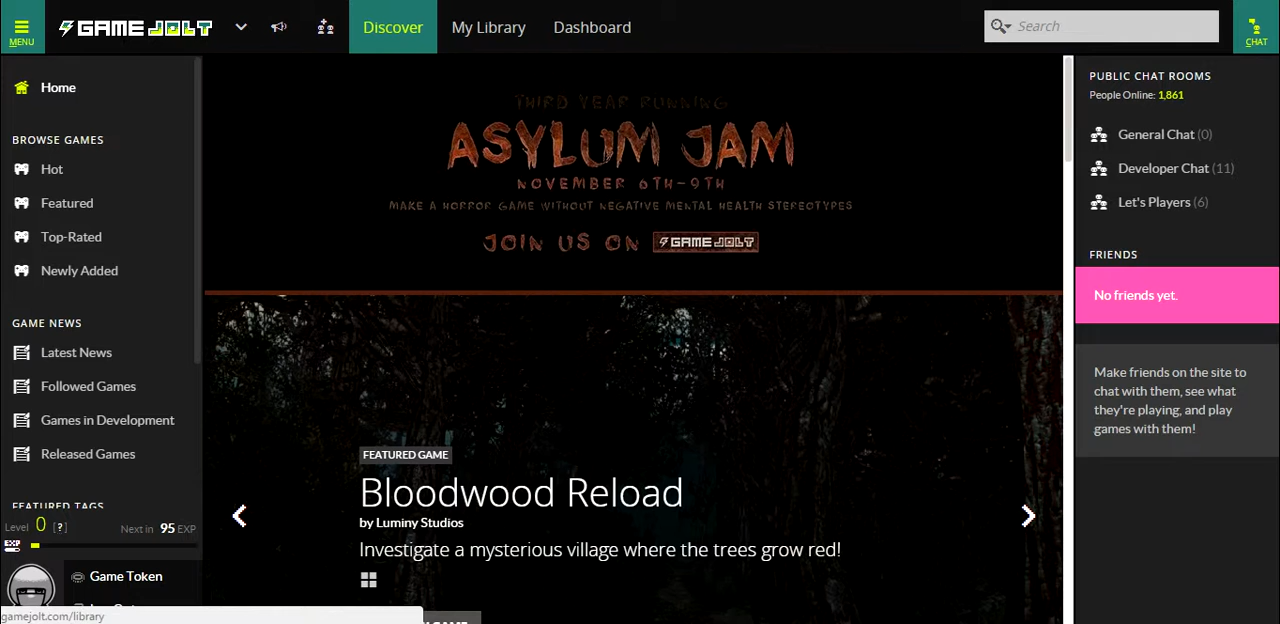 MENU
GAME JOLT
Discover
My Library
Dashboard
Search
CHAT
Home
BROWSE GAMES
Hot
Featured
Top-Rated
Newly Added
GAME NEWS
Latest News
Followed Games
Games in Development
Released Games
FEATURED TAGS
Level 0 [?]
Next in 95 EXP
EXP
Game Token
gamejolt.com/library
THIRD YEAR RUNNING
ASYLUM JAM
NOVEMBER 6TH-9TH
MAKE A HORROR GAME WITHOUT NEGATIVE MENTAL HEALTH STEREOTYPES
JOIN US ON GAME JOLT
FEATURED GAME
Bloodwood Reload
by Luminy Studios
Investigate a mysterious village where the trees grow red!
PUBLIC CHAT ROOMS
People Online: 1,861
General Chat (0)
Developer Chat (11)
Let's Players (6)
FRIENDS
No friends yet.
Make friends on the site to
chat with them, see what
they're playing, and play
games with them!